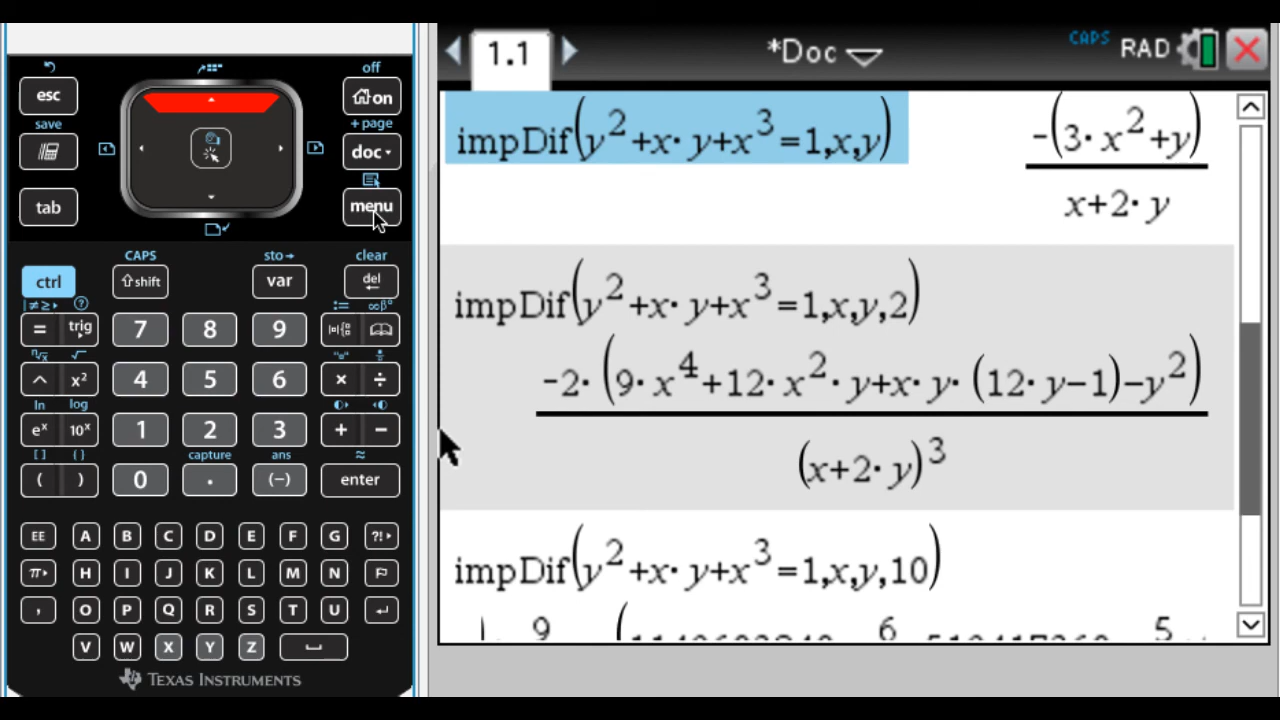 off
esc
on
save
+ page
doc
tab
menu
CAPS
sto→
clear
ctrl
⇧shift
var
del
|≠≥▸ ?
:= ∞β°
= trig 7 8 9
ⁿ√x √
"▫"
^ x² 4 5 6 × ÷
ln log
eˣ 10ˣ 1 2 3 + −
[ ] { } capture ans ≈
( ) 0 . (−) enter
EE A B C D E F G ?!▸
π▸ H I J K L M N
, O P Q R S T U ↵
V W X Y Z
TEXAS INSTRUMENTS
1.1 *Doc CAPS RAD
impDif(y²+x·y+x³=1,x,y)
-(3·x²+y)
x+2·y
impDif(y²+x·y+x³=1,x,y,2)
-2·(9·x⁴+12·x²·y+x·y·(12·y−1)−y²)
(x+2·y)³
impDif(y²+x·y+x³=1,x,y,10)